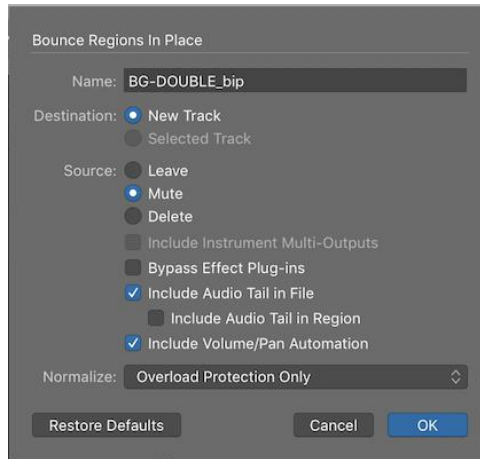 Bounce Regions In Place
Name: BG-DOUBLE_bip
Destination: New Track
Selected Track
Source: Leave
Mute
Delete
Include Instrument Multi-Outputs
Bypass Effect Plug-ins
Include Audio Tail in File
Include Audio Tail in Region
Include Volume/Pan Automation
Normalize: Overload Protection Only
Restore Defaults Cancel OK